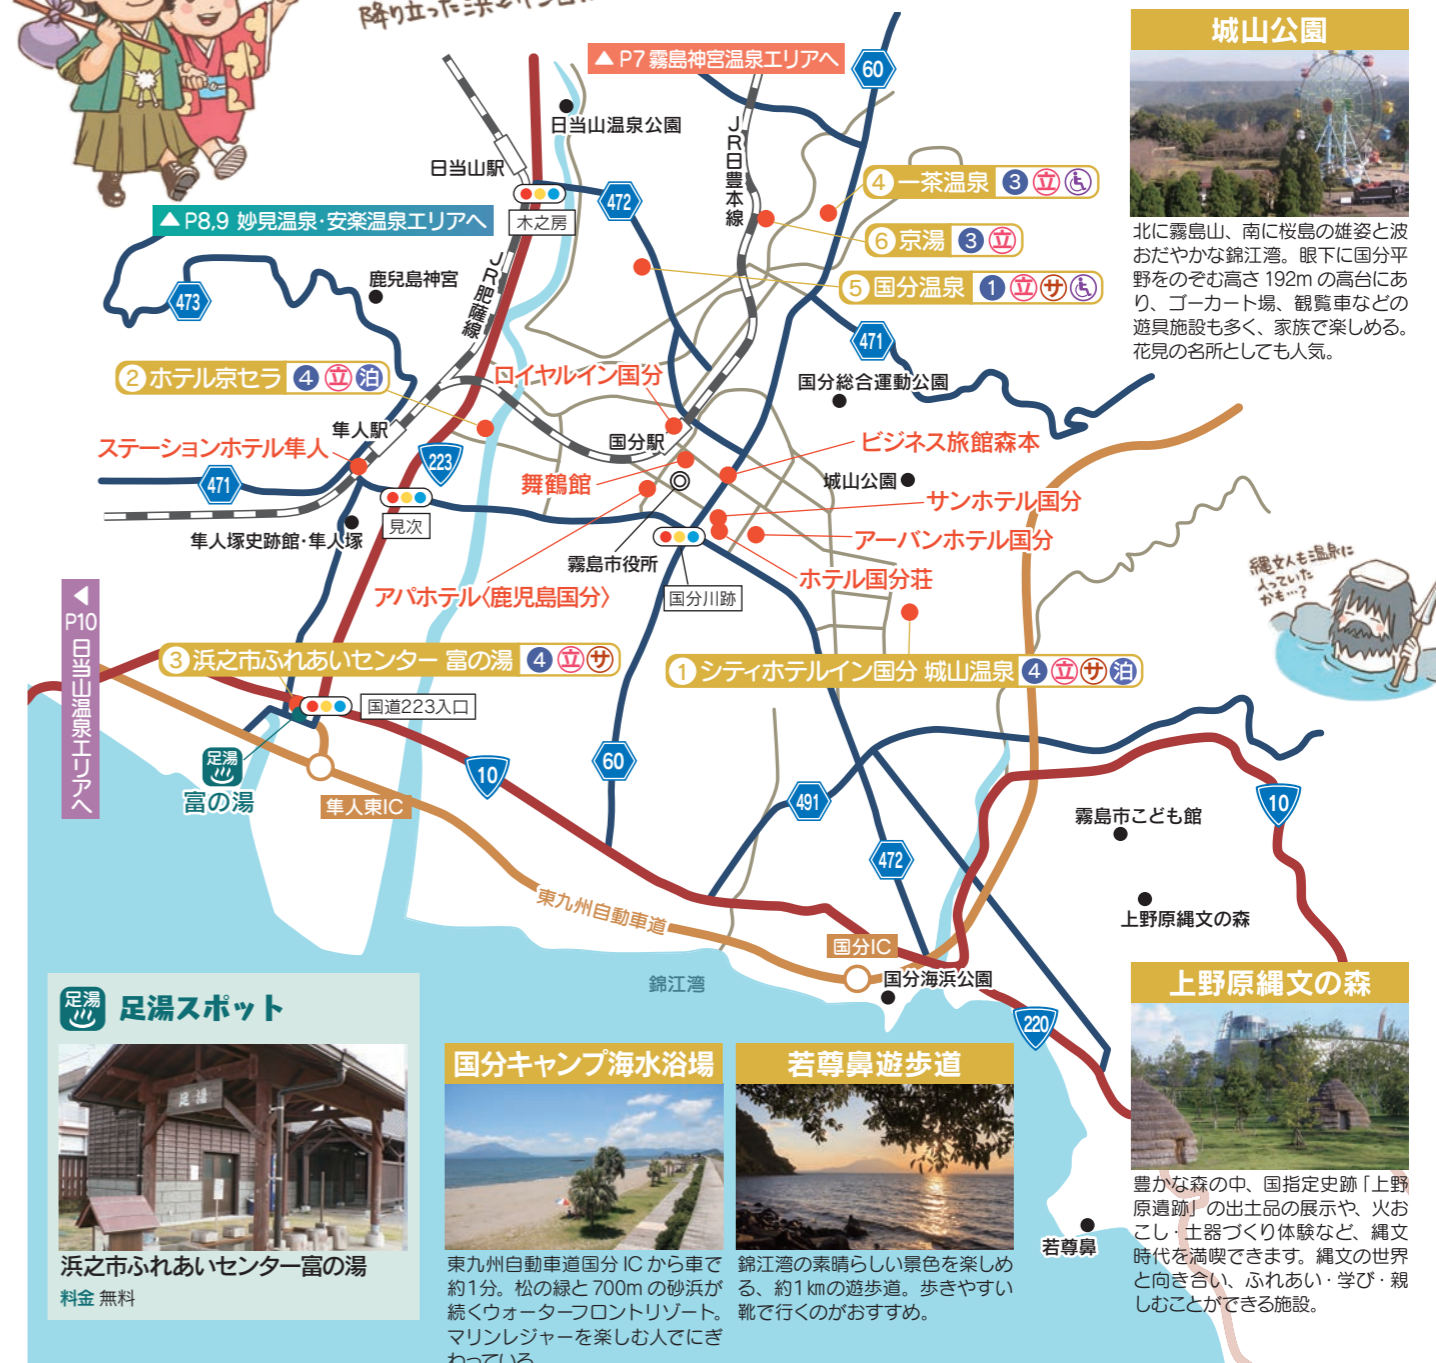 降り立った浜
城山公園
▲ P7 霧島神宮温泉エリアへ
60
日当山温泉公園
JR日豊本線
日当山駅
472
④ 一茶温泉 ③ 立
▲ P8,9 妙見温泉・安楽温泉エリアへ
木之房
⑥ 京湯 ③ 立
北に霧島山、南に桜島の雄姿と波
おだやかな錦江湾。眼下に国分平
野をのぞむ高さ 192m の高台にあ
り、ゴーカート場、観覧車などの
遊具施設も多く、家族で楽しめる。
花見の名所としても人気。
JR肥薩線
鹿兒島神宮
473
⑤ 国分温泉 ① 立 サ
471
② ホテル京セラ ④ 立 泊
ロイヤルイン国分
国分総合運動公園
隼人駅
国分駅
ステーションホテル隼人
223
ビジネス旅館森本
471
舞鶴館
城山公園
サンホテル国分
見次
隼人塚史跡館・隼人塚
アーバンホテル国分
霧島市役所
ホテル国分荘
アパホテル〈鹿児島国分〉
国分川跡
縄文人も温泉に
入っていた
かも…?
◀ P10 日当山温泉エリアへ
③ 浜之市ふれあいセンター 富の湯 ④ 立 サ
① シティホテルイン国分 城山温泉 ④ 立 サ 泊
国道223入口
足湯
富の湯
10
60
隼人東IC
491
10
霧島市こども館
472
東九州自動車道
上野原縄文の森
国分IC
錦江湾
国分海浜公園
220
若尊鼻
足湯
足湯スポット
足湯
浜之市ふれあいセンター富の湯
料金 無料
国分キャンプ海水浴場
東九州自動車道国分 IC から車で
約1分。松の緑と 700m の砂浜が
続くウォーターフロントリゾート。
マリンレジャーを楽しむ人でにぎ
わっている
若尊鼻遊歩道
錦江湾の素晴らしい景色を楽しめ
る、約1㎞の遊歩道。歩きやすい
靴で行くのがおすすめ。
上野原縄文の森
豊かな森の中、国指定史跡「上野
原遺跡」の出土品の展示や、火お
こし・土器づくり体験など、縄文
時代を満喫できます。縄文の世界
と向き合い、ふれあい・学び・親
しむことができる施設。